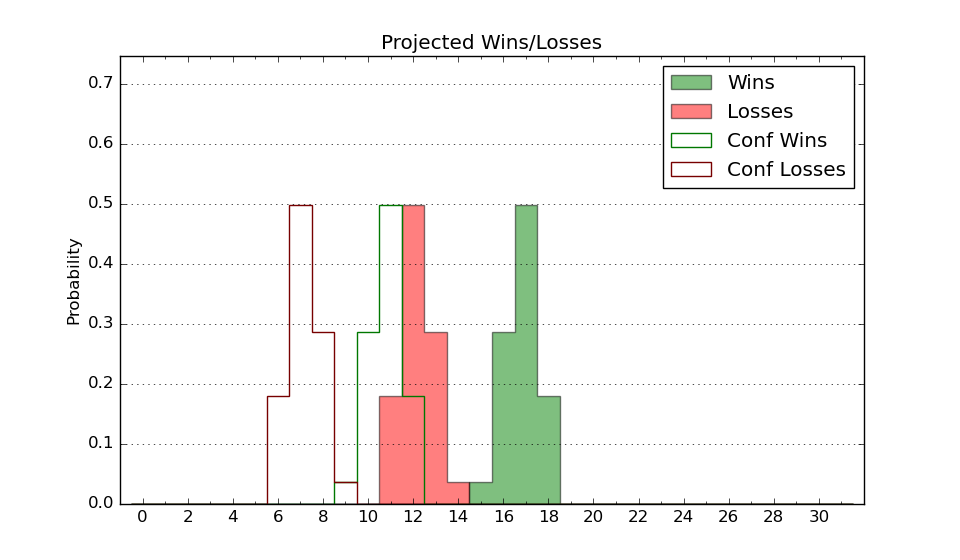 Projected Wins/Losses
Wins
Losses
Conf Wins
Conf Losses
Probability
0.7
0.6
0.5
0.4
0.3
0.2
0.1
0.0
0 2 4 6 8 10 12 14 16 18 20 22 24 26 28 30